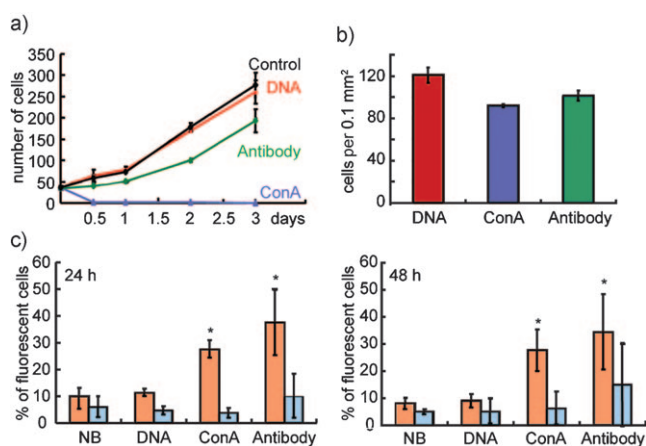 a)
number of cells
350
300
250
200
150
100
50
0
0.5 1 1.5 2 2.5 3 days
Control
DNA
Antibody
ConA
b)
cells per 0.1 mm²
120
80
40
0
DNA ConA Antibody
c)
% of fluorescent cells
60
50
40
30
20
10
0
24 h
*
*
NB DNA ConA Antibody
% of fluorescent cells
60
50
40
30
20
10
0
48 h
*
*
NB DNA ConA Antibody